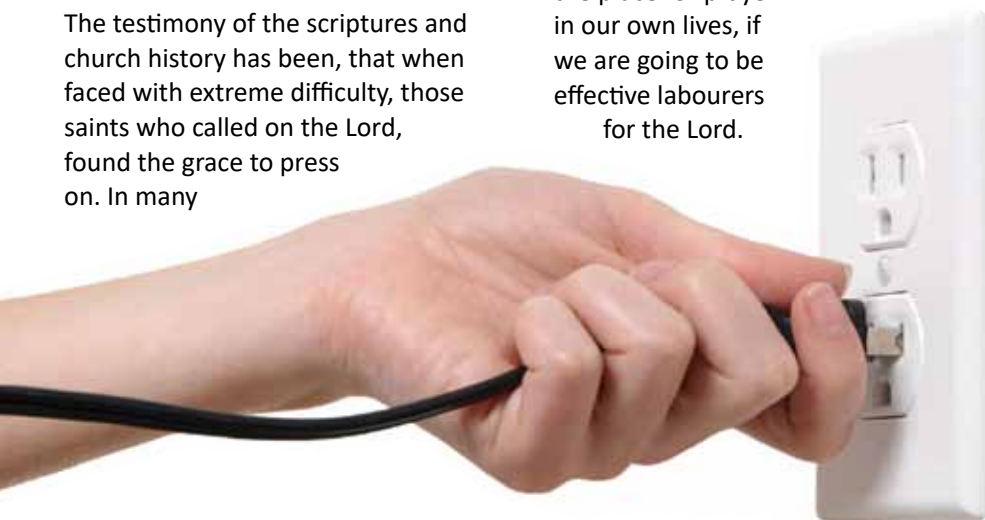 The testimony of the scriptures and
church history has been, that when
faced with extreme difficulty, those
saints who called on the Lord,
found the grace to press
on. In many
in our own lives, if
we are going to be
effective labourers
for the Lord.